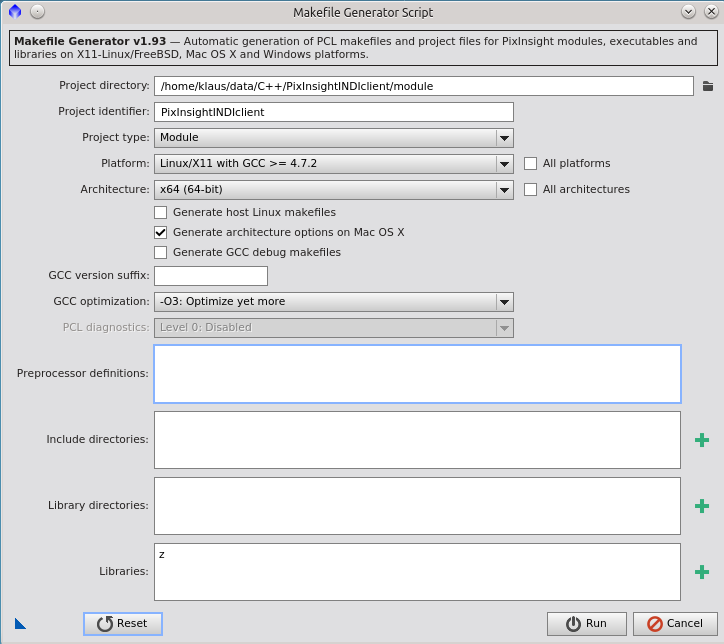 Makefile Generator Script
Makefile Generator v1.93 — Automatic generation of PCL makefiles and project files for PixInsight modules, executables and
libraries on X11-Linux/FreeBSD, Mac OS X and Windows platforms.
Project directory: /home/klaus/data/C++/PixInsightINDIclient/module
Project identifier: PixInsightINDIclient
Project type: Module
Platform: Linux/X11 with GCC >= 4.7.2 All platforms
Architecture: x64 (64-bit) All architectures
Generate host Linux makefiles
Generate architecture options on Mac OS X
Generate GCC debug makefiles
GCC version suffix:
GCC optimization: -O3: Optimize yet more
PCL diagnostics: Level 0: Disabled
Preprocessor definitions:
Include directories:
Library directories:
z
Libraries:
Reset Run Cancel